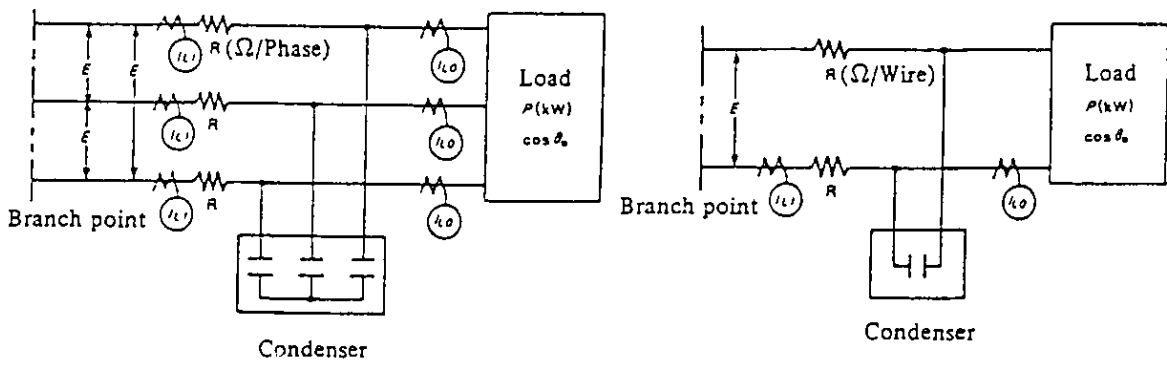 E
E
E
I_L1
R (Ω/Phase)
I_L0
Load
P(kW)
cos θ₀
I_L1
R
I_L0
I_L1
R
I_L0
Branch point
Condenser
E
R (Ω/Wire)
Load
P(kW)
cos θ₀
I_L1
R
I_L0
Branch point
Condenser